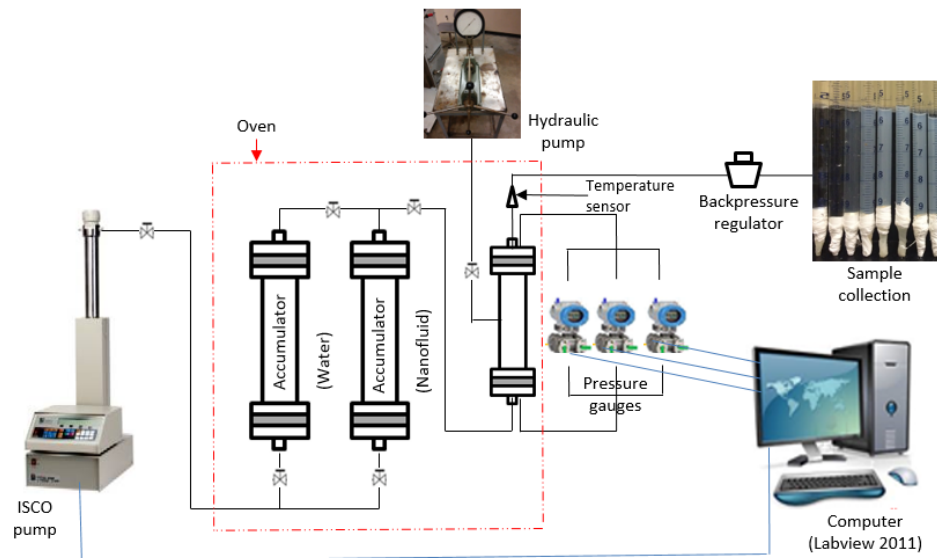 Oven
Hydraulic
pump
Temperature
sensor
Backpressure
regulator
Sample
collection
Accumulator
(Water)
Accumulator
(Nanofluid)
Pressure
gauges
ISCO
pump
Computer
(Labview 2011)